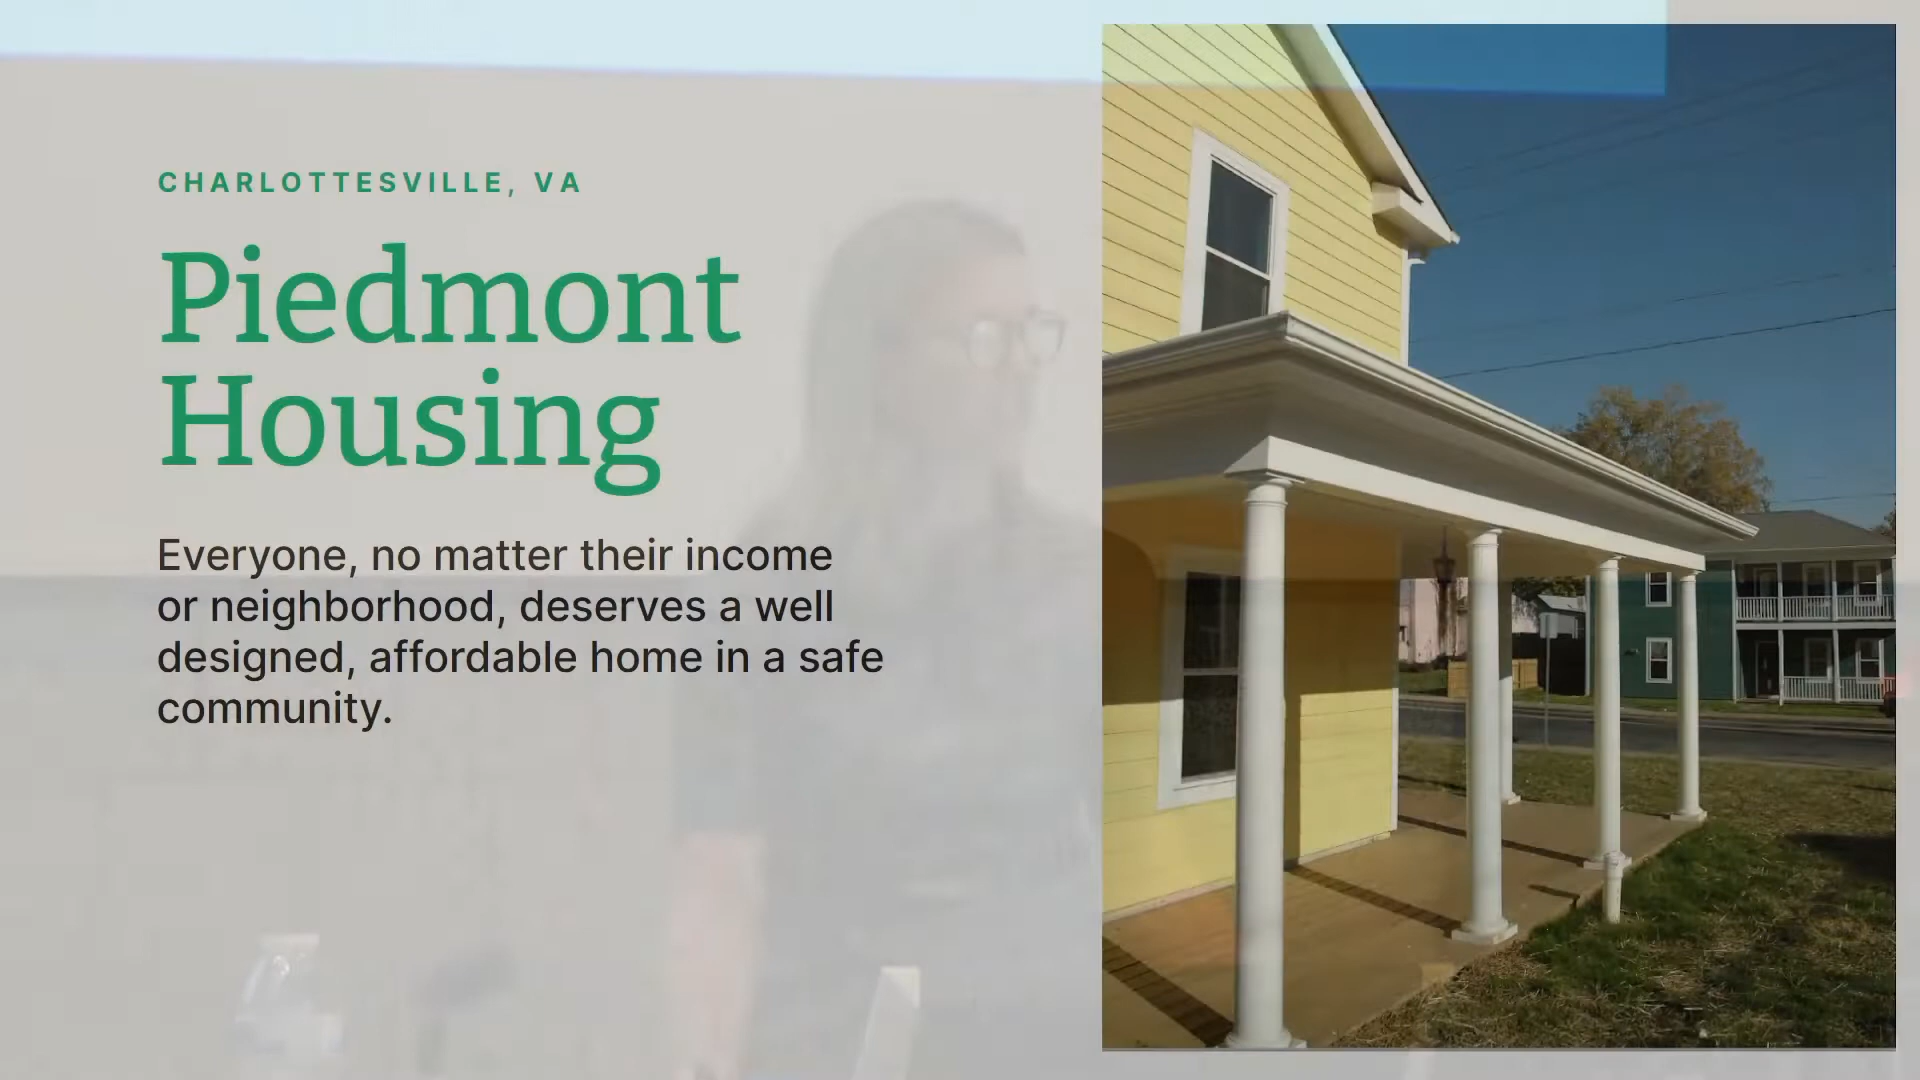 CHARLOTTESVILLE, VA
Piedmont
Housing
Everyone, no matter their income
or neighborhood, deserves a well
designed, affordable home in a safe
community.